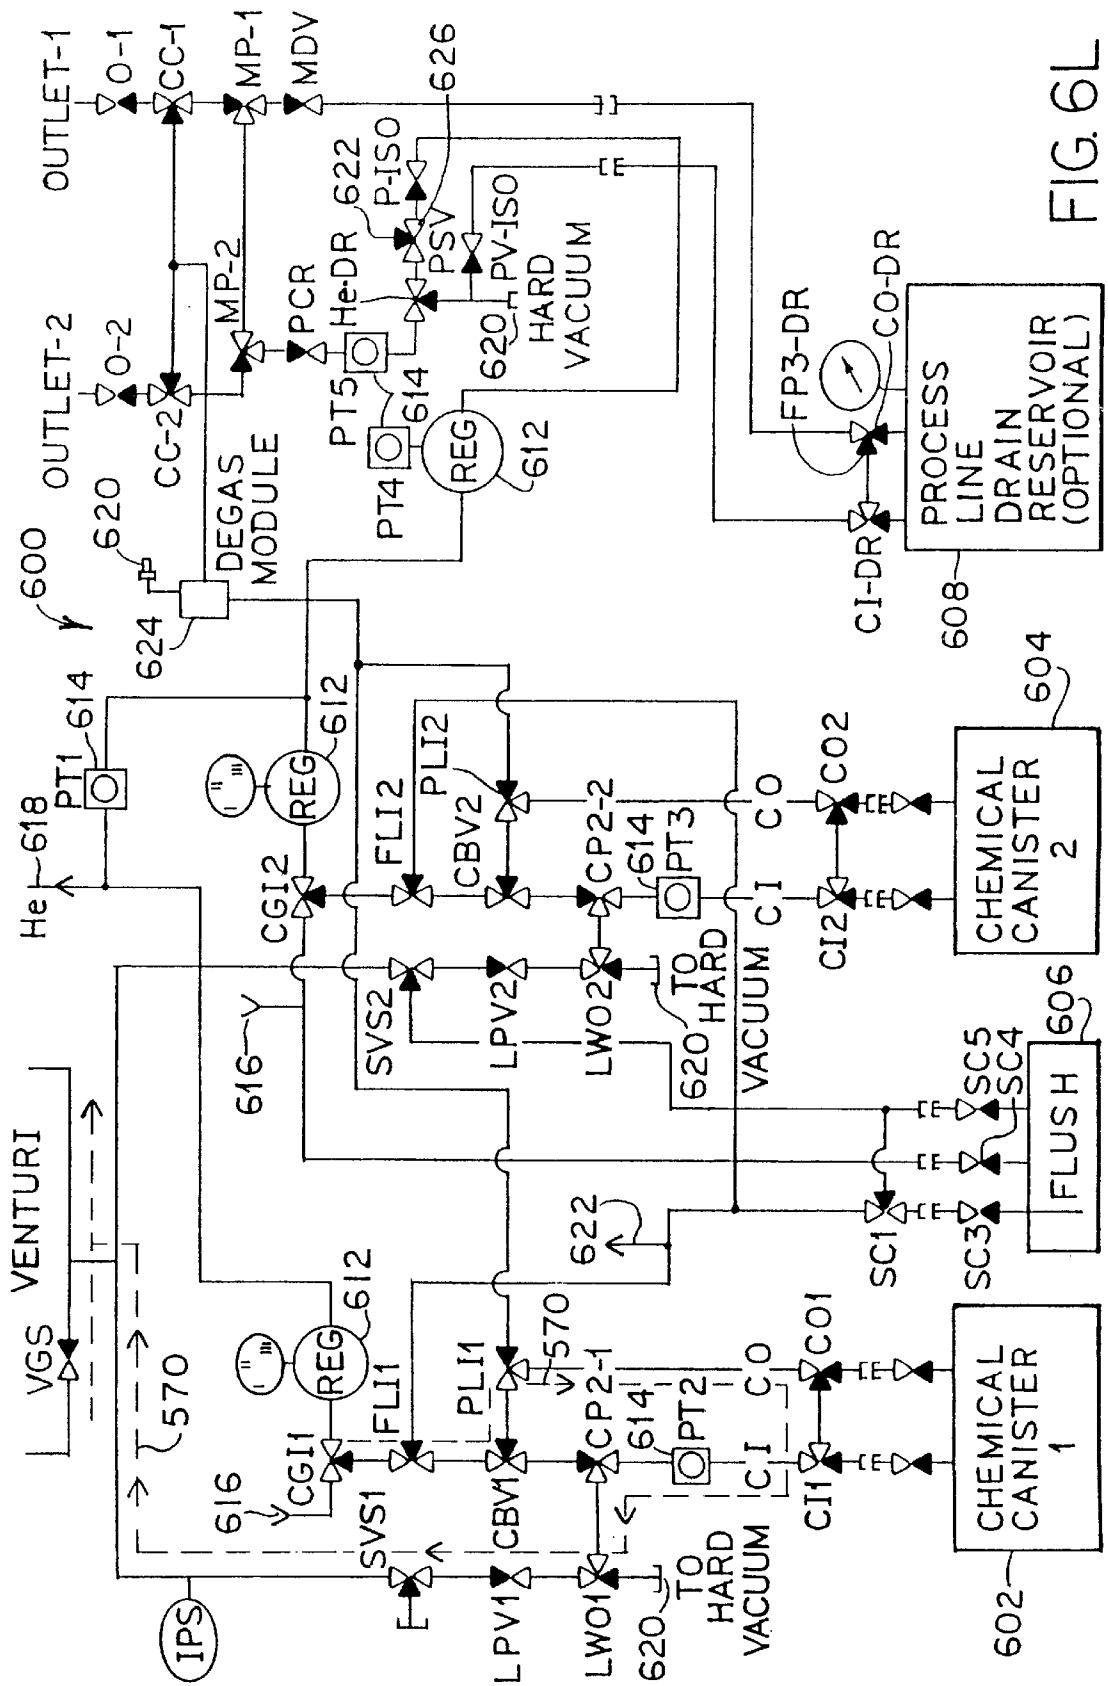 OUTLET-1
O-1
CC-1
MP-1
MDV
OUTLET-2
O-2
CC-2
MP-2
PCR
He-DR
622
P-ISO
626
PSV
PV-ISO
620
HARD
VACUUM
PT5
614
PT4
REG
612
620
DEGAS
MODULE
624
600
FP3-DR
CO-DR
CI-DR
PROCESS
LINE
DRAIN
RESERVOIR
(OPTIONAL)
608
FIG. 6L
He
618
PT1
614
REG
612
CGI2
FLI2
PLI2
CBV2
CP2-2
614
PT3
CO
CI
CO2
CI2
CHEMICAL
CANISTER
2
604
616
SVS2
LPV2
LWO2
620
TO
HARD
VACUUM
SC5
SC4
606
FLUSH
SC1
SC3
622
VENTURI
VGS
570
REG
612
616
CGI1
FLI1
PLI1
570
SVS1
CBV1
CP2-1
614
PT2
CO
CI
CO1
CI1
CHEMICAL
CANISTER
1
602
IPS
LPV1
LWO1
620
TO
HARD
VACUUM